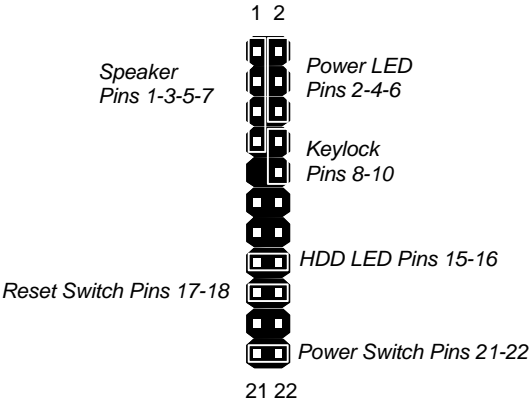 1 2
Speaker
Pins 1-3-5-7
Power LED
Pins 2-4-6
Keylock
Pins 8-10
HDD LED Pins 15-16
Reset Switch Pins 17-18
Power Switch Pins 21-22
21 22